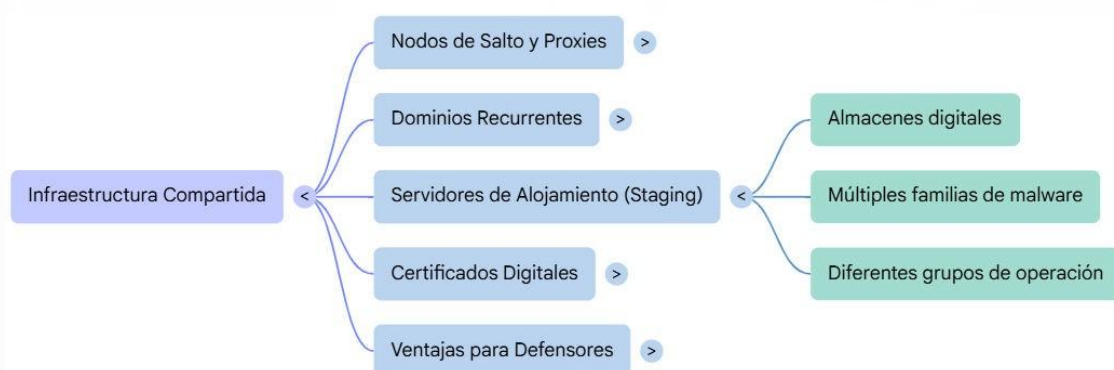 Infraestructura Compartida
<
Nodos de Salto y Proxies
>
Dominios Recurrentes
>
Servidores de Alojamiento (Staging)
<
Almacenes digitales
Múltiples familias de malware
Diferentes grupos de operación
Certificados Digitales
>
Ventajas para Defensores
>